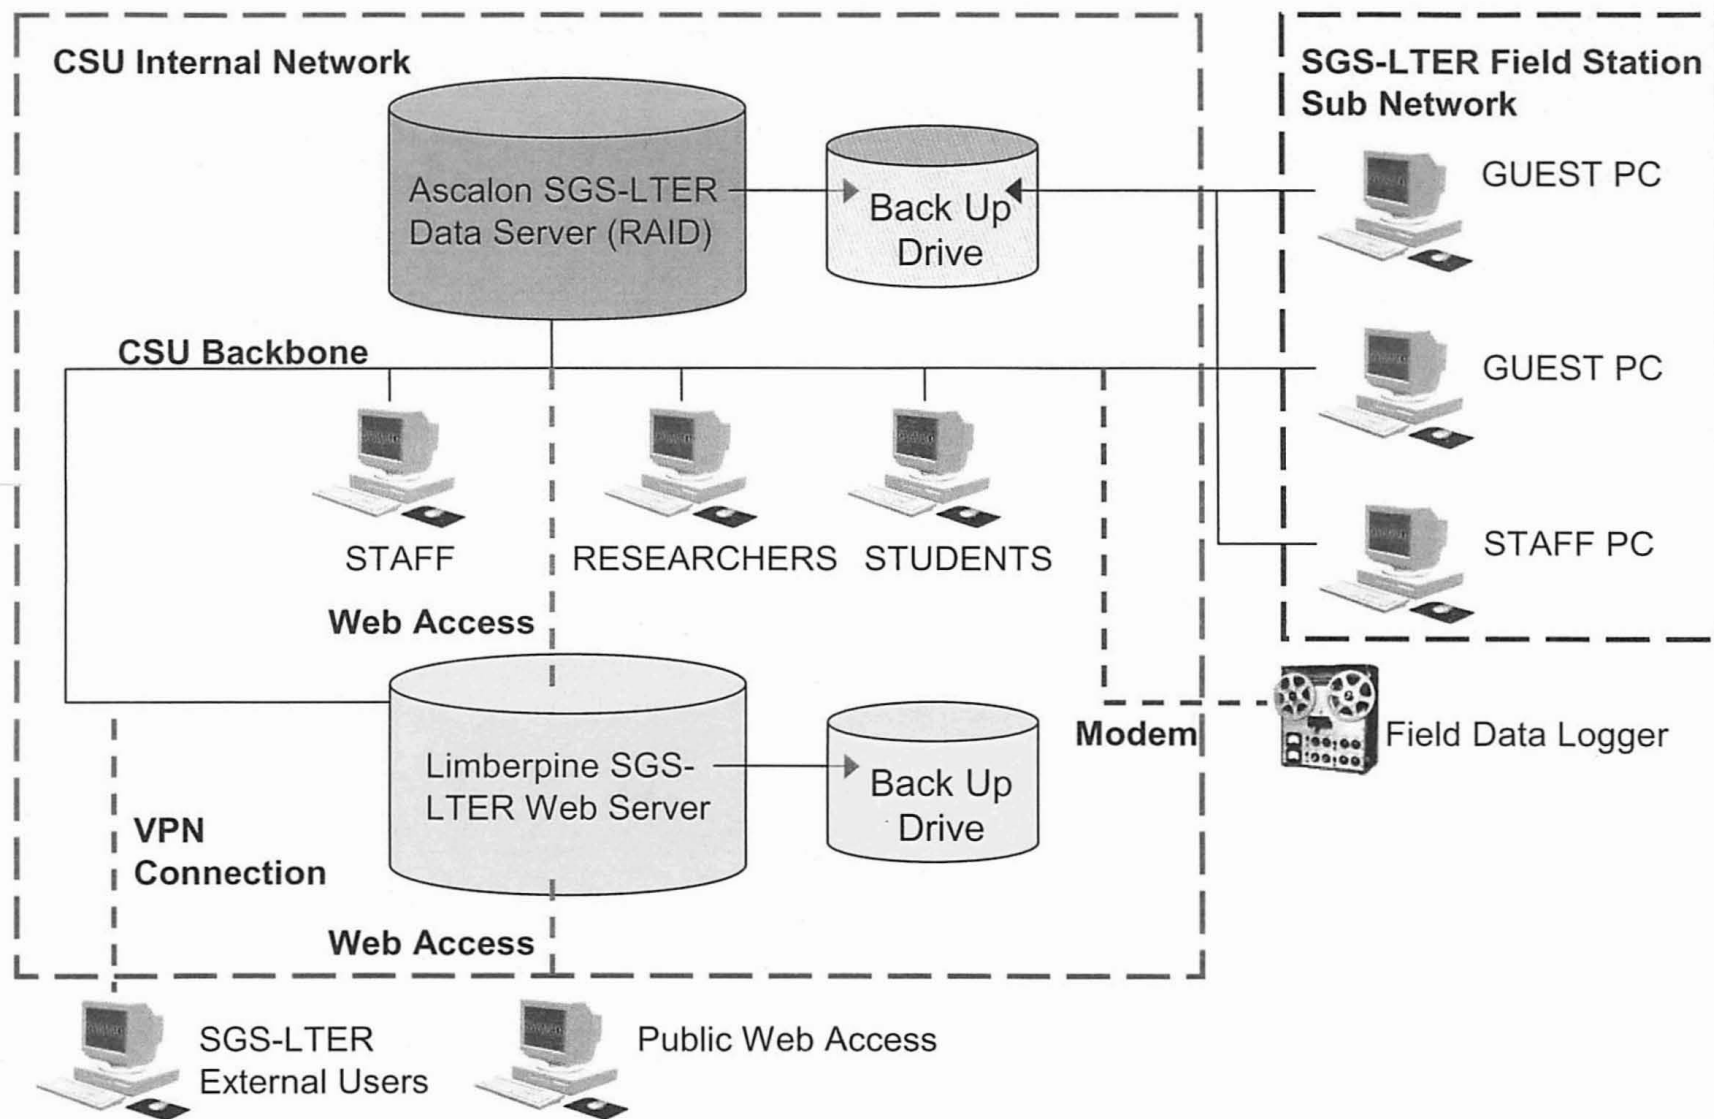 CSU Internal Network
SGS-LTER Field Station
Sub Network
Ascalon SGS-LTER
Data Server (RAID)
Back Up
Drive
GUEST PC
CSU Backbone
GUEST PC
STAFF
RESEARCHERS
STUDENTS
STAFF PC
Web Access
Limberpine SGS-
LTER Web Server
Back Up
Drive
Modem
Field Data Logger
VPN
Connection
Web Access
SGS-LTER
External Users
Public Web Access